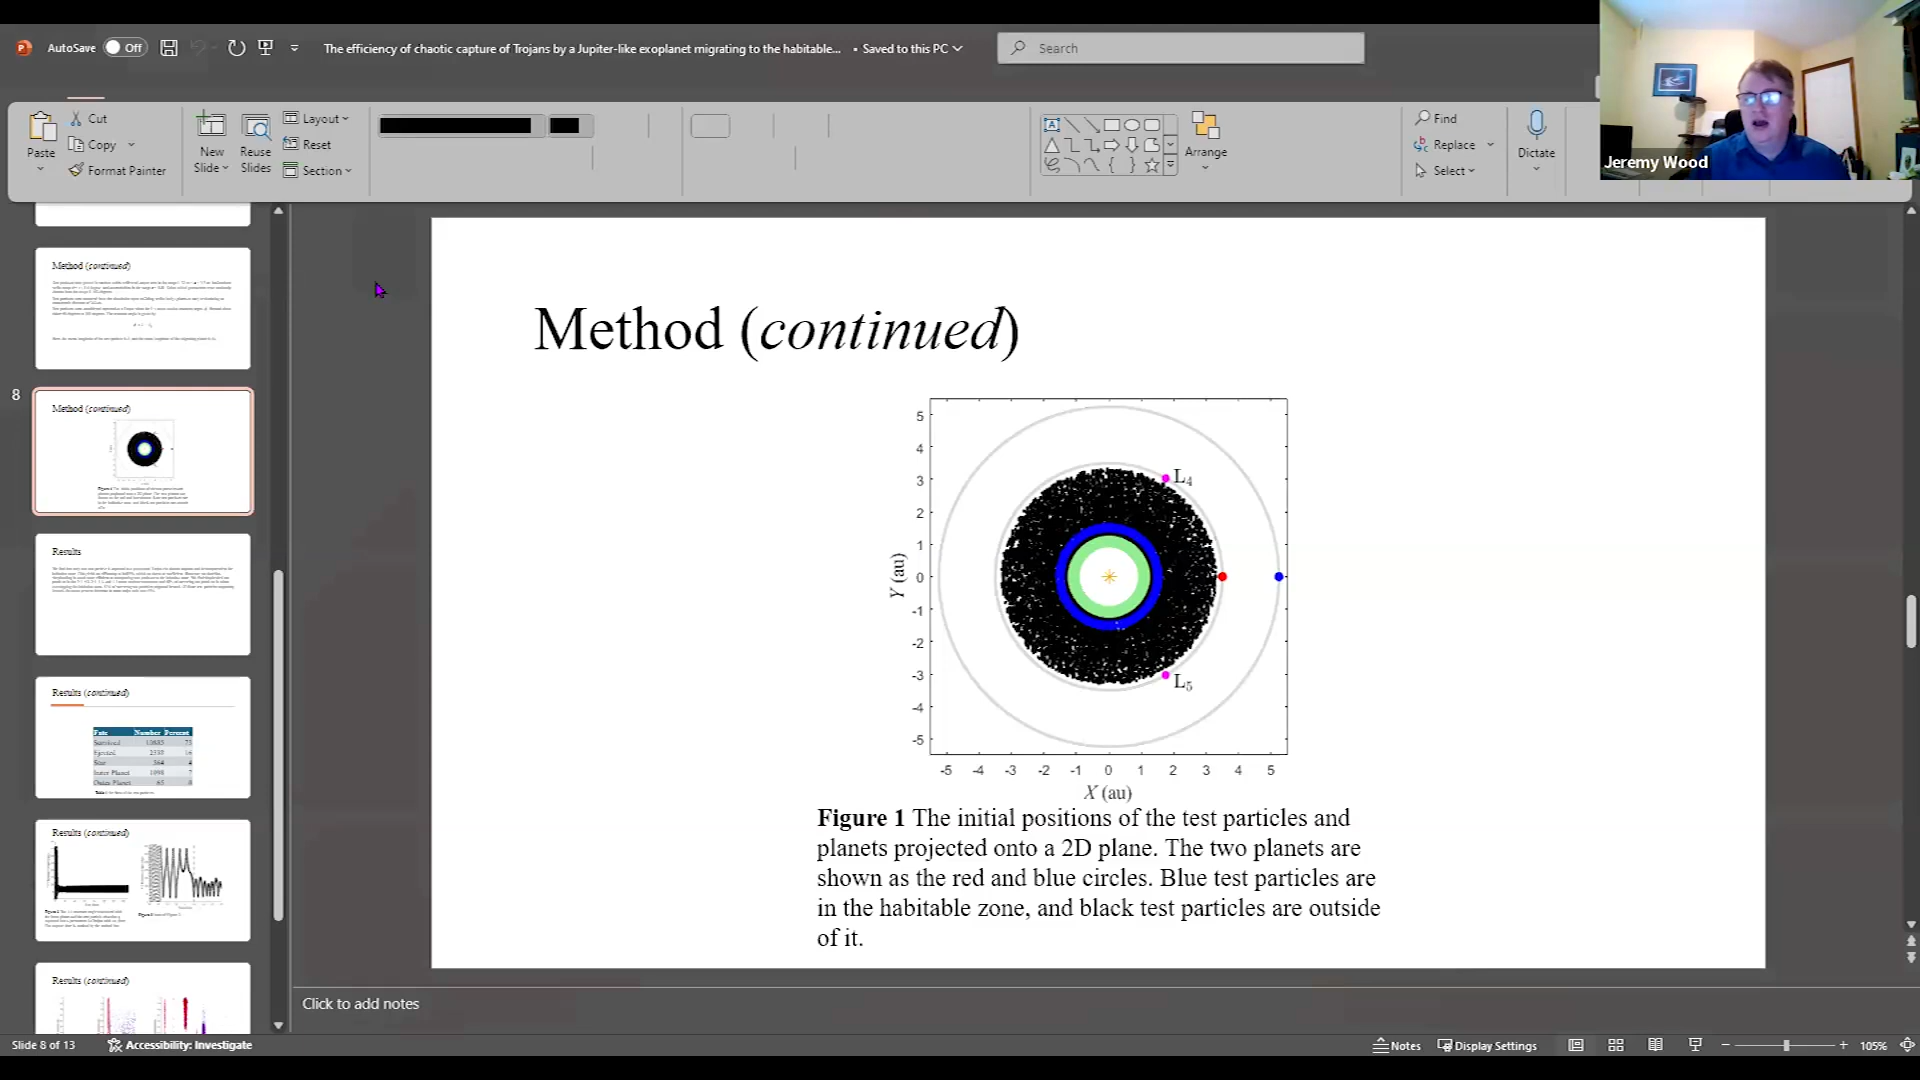 AutoSave
Off
The efficiency of chaotic capture of Trojans by a Jupiter-like exoplanet migrating to the habitable... • Saved to this PC
Search
Jeremy Wood
Paste
Cut
Copy
Format Painter
New
Slide
Reuse
Slides
Layout
Reset
Section
Arrange
Find
Replace
Select
Dictate
Method (continued)
8
Method (continued)
Results
Results (continued)
Fate Number Percent
Results (continued)
Results (continued)
Method (continued)
5
4
3
2
1
0
-1
-2
-3
-4
-5
Y (au)
L4
L5
-5 -4 -3 -2 -1 0 1 2 3 4 5
X (au)
Figure 1 The initial positions of the test particles and
planets projected onto a 2D plane. The two planets are
shown as the red and blue circles. Blue test particles are
in the habitable zone, and black test particles are outside
of it.
Click to add notes
Slide 8 of 13
Accessibility: Investigate
Notes
Display Settings
105%